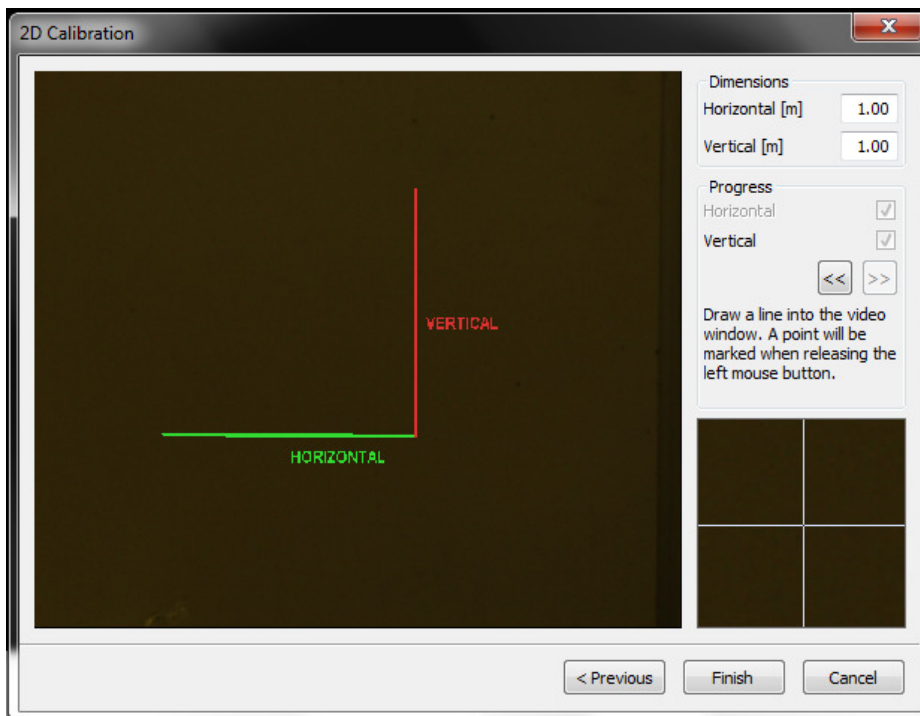 2D Calibration
Dimensions
Horizontal [m] 1.00
Vertical [m] 1.00
Progress
Horizontal
Vertical
<< >>
Draw a line into the video
window. A point will be
marked when releasing the
left mouse button.
VERTICAL
HORIZONTAL
< Previous Finish Cancel